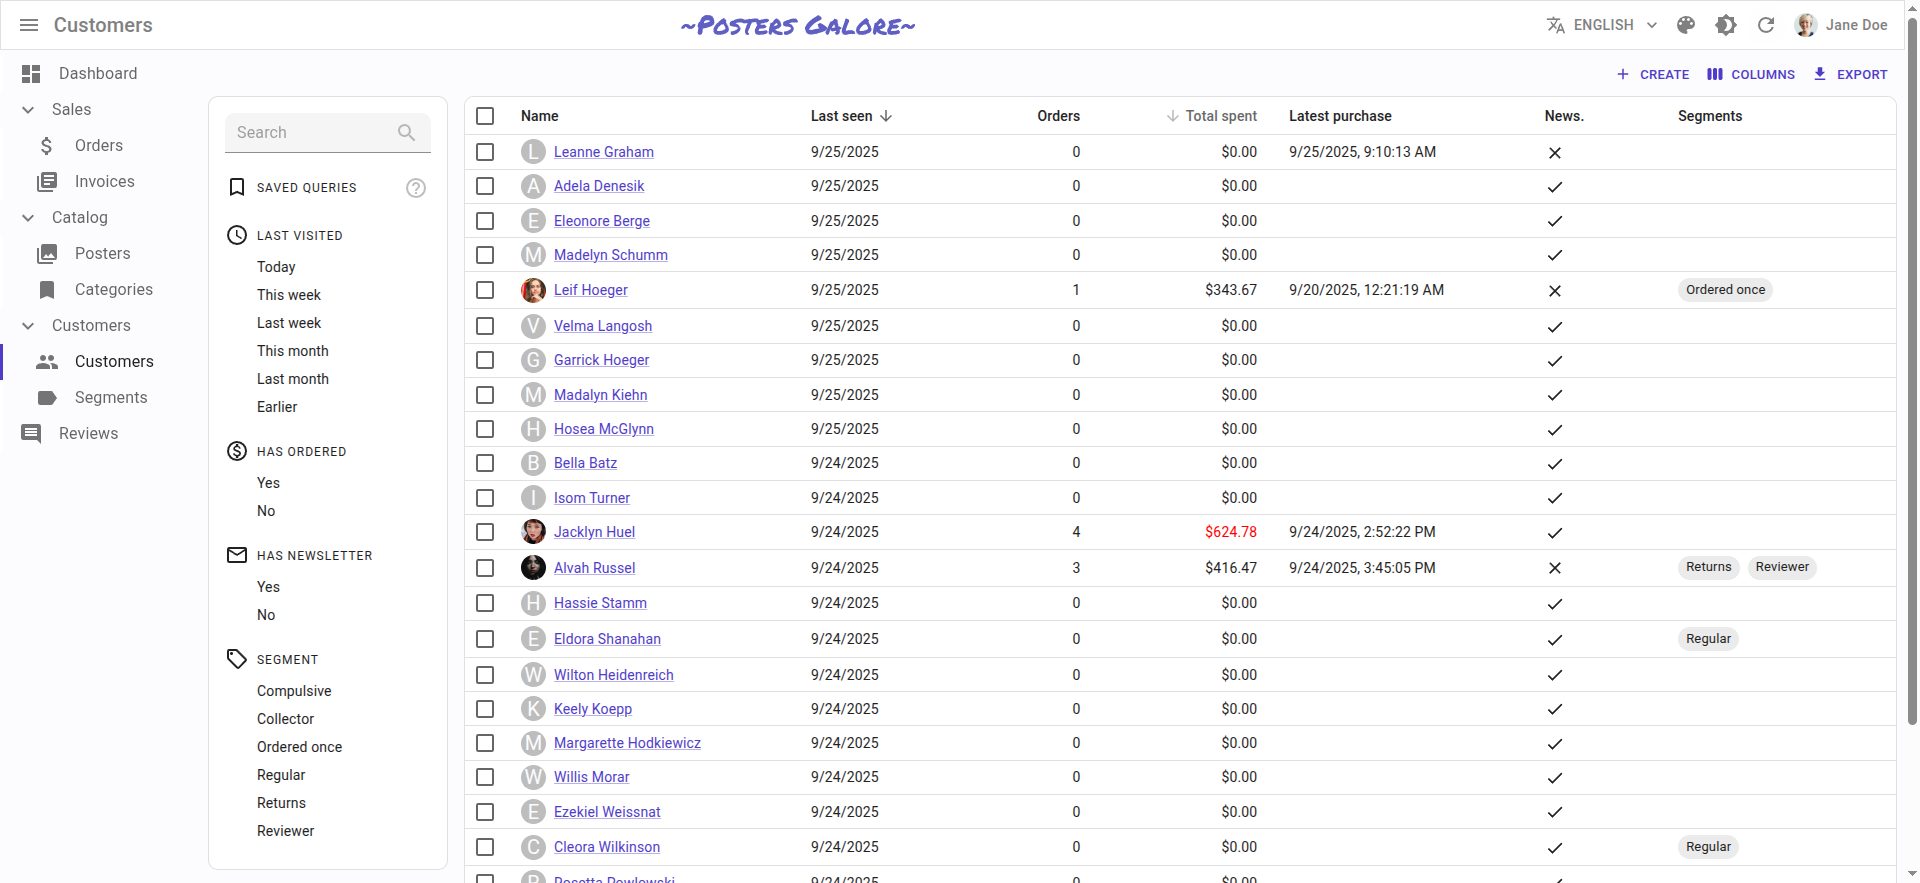 Customers
~Posters Galore~
ENGLISH
Jane Doe
Dashboard
Sales
Orders
Invoices
Catalog
Posters
Categories
Customers
Customers
Segments
Reviews
CREATE
COLUMNS
EXPORT
Search
SAVED QUERIES
LAST VISITED
Today
This week
Last week
This month
Last month
Earlier
HAS ORDERED
Yes
No
HAS NEWSLETTER
Yes
No
SEGMENT
Compulsive
Collector
Ordered once
Regular
Returns
Reviewer
Name Last seen Orders Total spent Latest purchase News. Segments
L Leanne Graham 9/25/2025 0 $0.00 9/25/2025, 9:10:13 AM
A Adela Denesik 9/25/2025 0 $0.00
E Eleonore Berge 9/25/2025 0 $0.00
M Madelyn Schumm 9/25/2025 0 $0.00
Leif Hoeger 9/25/2025 1 $343.67 9/20/2025, 12:21:19 AM Ordered once
V Velma Langosh 9/25/2025 0 $0.00
G Garrick Hoeger 9/25/2025 0 $0.00
M Madalyn Kiehn 9/25/2025 0 $0.00
H Hosea McGlynn 9/25/2025 0 $0.00
B Bella Batz 9/24/2025 0 $0.00
I Isom Turner 9/24/2025 0 $0.00
Jacklyn Huel 9/24/2025 4 $624.78 9/24/2025, 2:52:22 PM
Alvah Russel 9/24/2025 3 $416.47 9/24/2025, 3:45:05 PM Returns Reviewer
H Hassie Stamm 9/24/2025 0 $0.00
E Eldora Shanahan 9/24/2025 0 $0.00 Regular
W Wilton Heidenreich 9/24/2025 0 $0.00
K Keely Koepp 9/24/2025 0 $0.00
M Margarette Hodkiewicz 9/24/2025 0 $0.00
W Willis Morar 9/24/2025 0 $0.00
E Ezekiel Weissnat 9/24/2025 0 $0.00
C Cleora Wilkinson 9/24/2025 0 $0.00 Regular
9/24/2025 0 $0.00